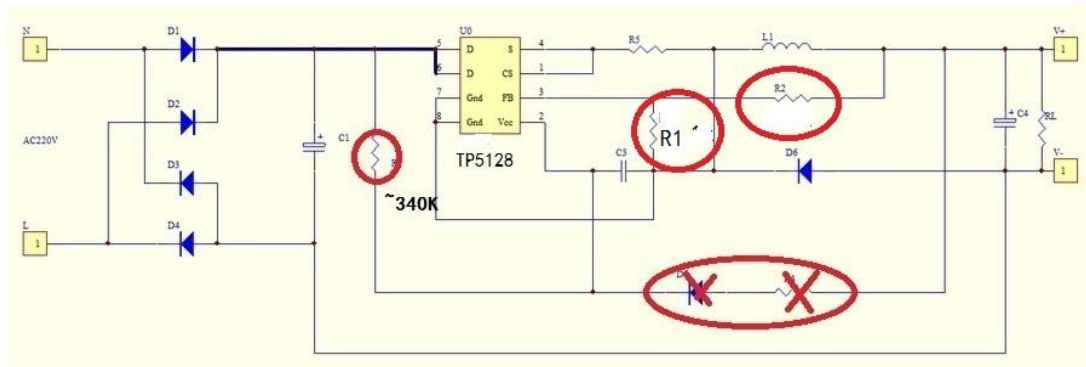 N
1
D1
U0
5 D S 4
6 D CS 1
7 Gnd FB 3
8 Gnd Vcc 2
TP5128
R5
L1
V+
1
D2
R2
AC220V
C1
R1
C4
RL
D3
C3
D6
V-
1
~340K
L
1
D4